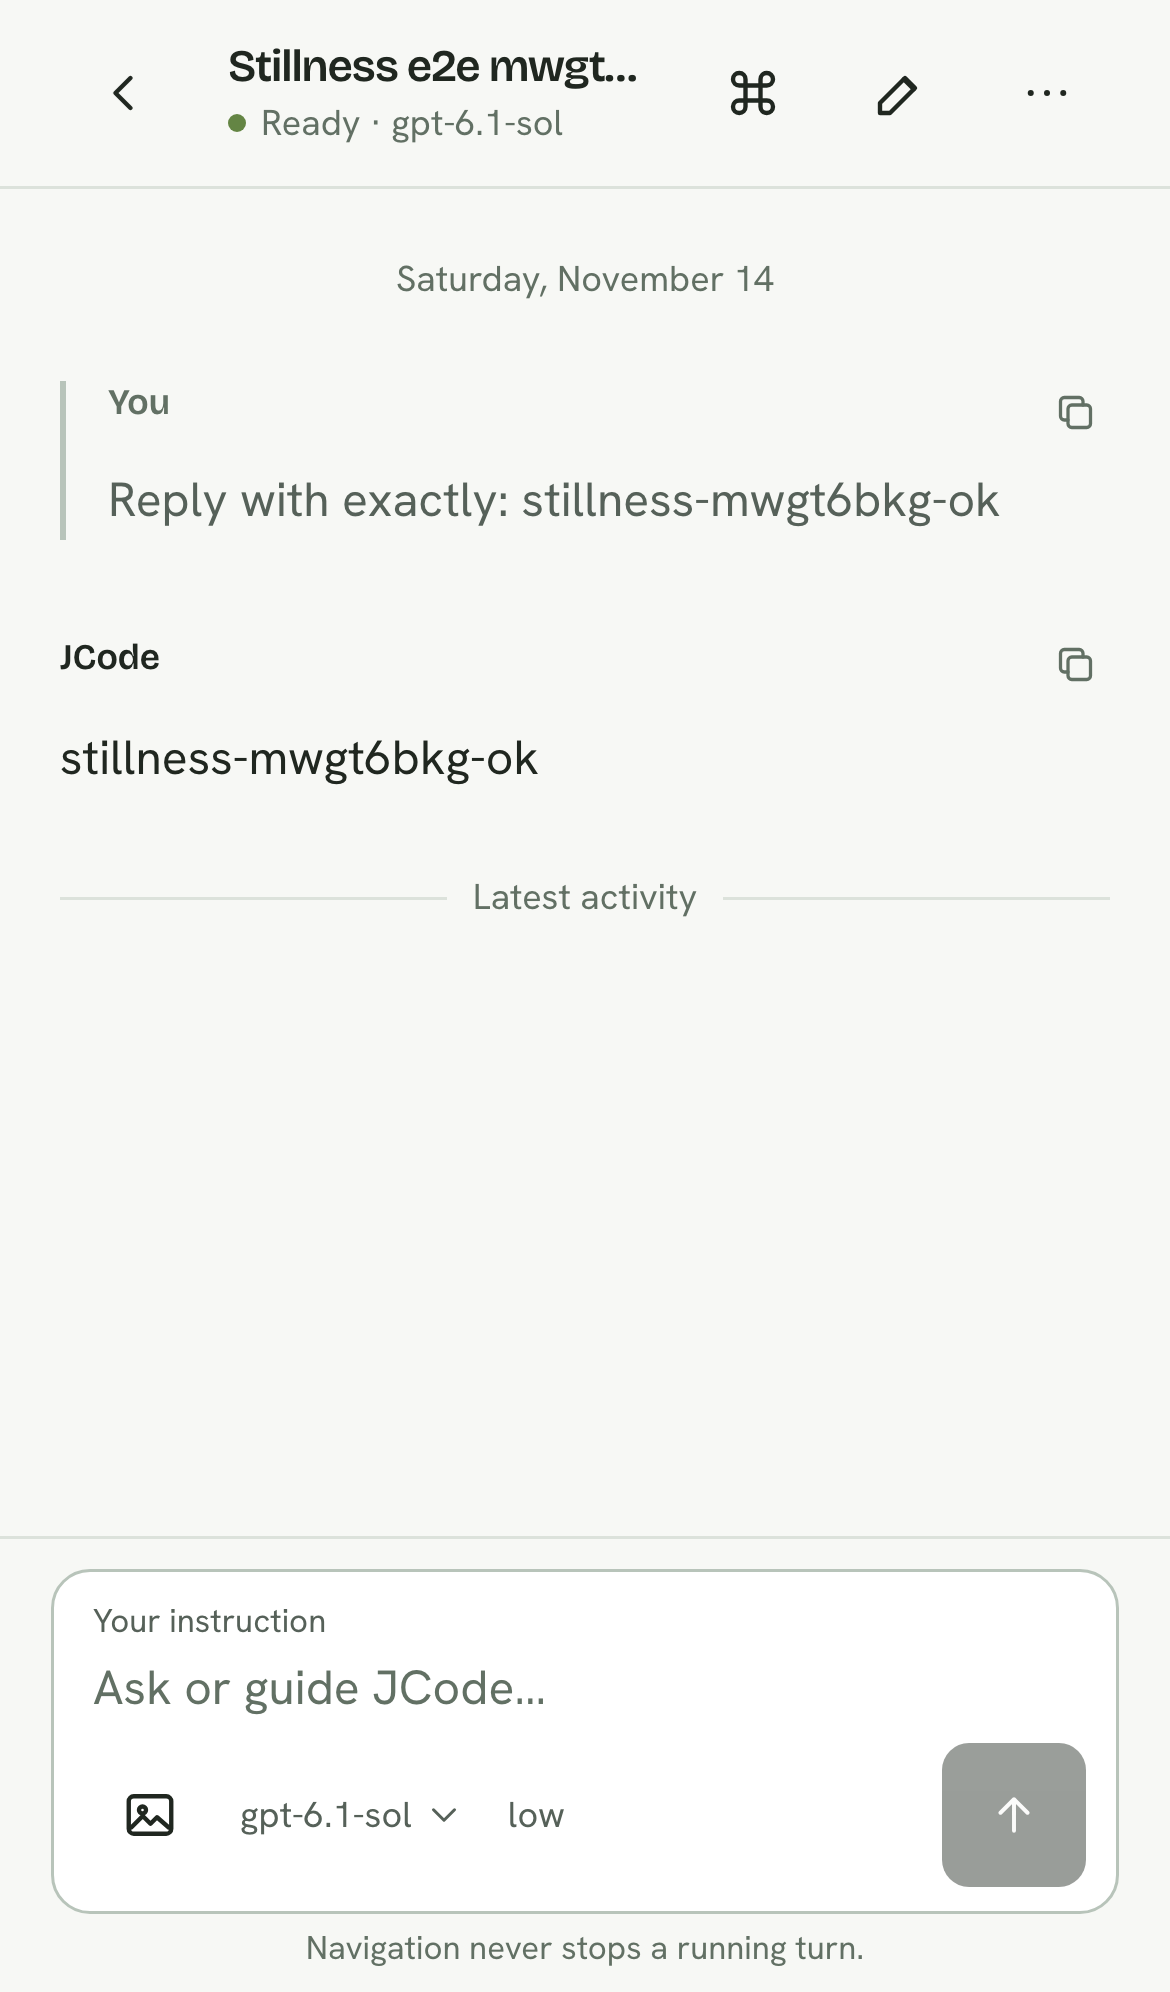 Stillness e2e mwgt...
Ready · gpt-6.1-sol
Saturday, November 14
You
Reply with exactly: stillness-mwgt6bkg-ok
JCode
stillness-mwgt6bkg-ok
Latest activity
Your instruction
Ask or guide JCode...
gpt-6.1-sol low
Navigation never stops a running turn.